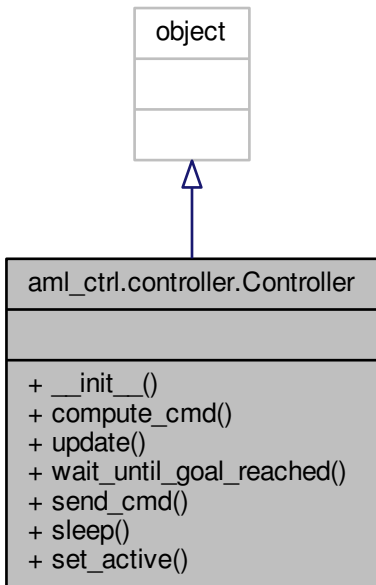 object
aml_ctrl.controller.Controller
+ __init__()
+ compute_cmd()
+ update()
+ wait_until_goal_reached()
+ send_cmd()
+ sleep()
+ set_active()